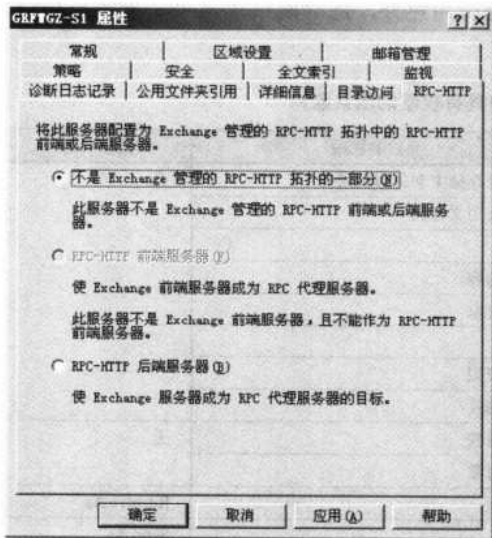 GRFWGZ-S1 属性
常规 区域设置 邮箱管理
策略 安全 全文索引 监视
诊断日志记录 公用文件夹引用 详细信息 目录访问 RPC-HTTP
将此服务器配置为 Exchange 管理的 RPC-HTTP 拓扑中的 RPC-HTTP
前端或后端服务器。
不是 Exchange 管理的 RPC-HTTP 拓扑的一部分(N)
此服务器不是 Exchange 管理的 RPC-HTTP 前端或后端服务
器。
RPC-HTTP 前端服务器(F)
使 Exchange 前端服务器成为 RPC 代理服务器。
此服务器不是 Exchange 前端服务器，且不能作为 RPC-HTTP
前端服务器。
RPC-HTTP 后端服务器(B)
使 Exchange 服务器成为 RPC 代理服务器的目标。
确定 取消 应用(A) 帮助